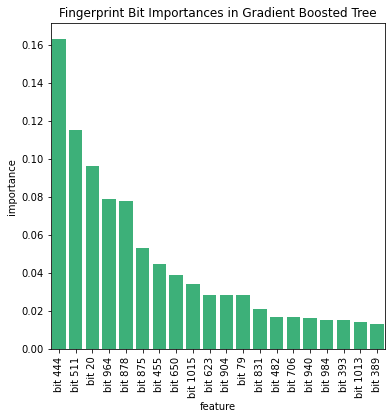 Fingerprint Bit Importances in Gradient Boosted Tree
importance
0.16
0.14
0.12
0.10
0.08
0.06
0.04
0.02
0.00
bit 444
bit 511
bit 20
bit 964
bit 878
bit 875
bit 455
bit 650
bit 1015
bit 623
bit 904
bit 79
bit 831
bit 482
bit 706
bit 940
bit 984
bit 393
bit 1013
bit 389
feature